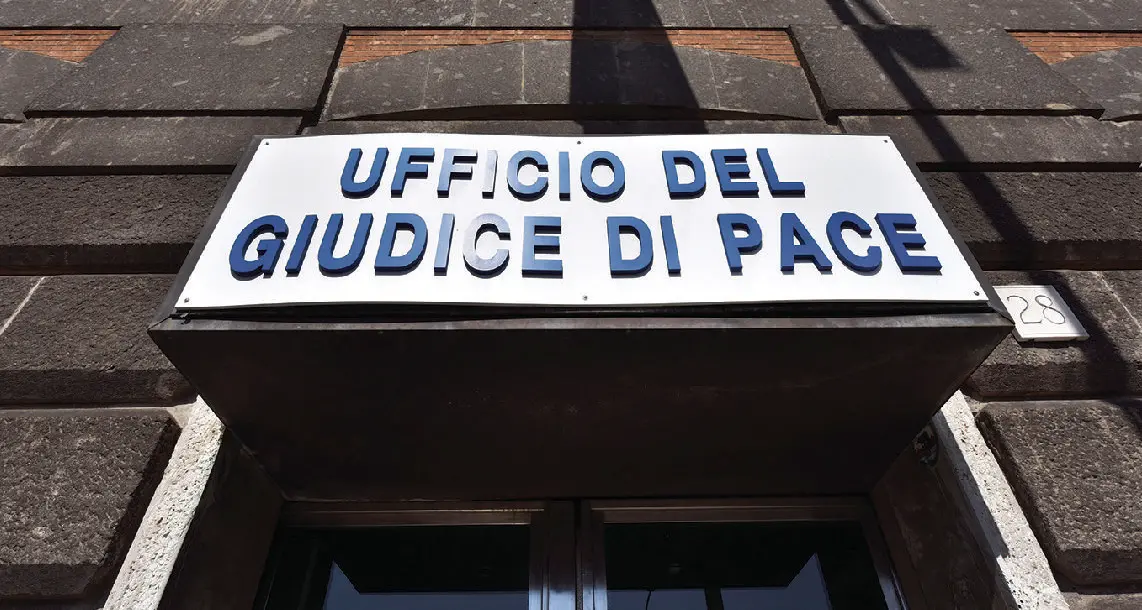 UFFICIO DEL
GIUDICE DI PACE
28